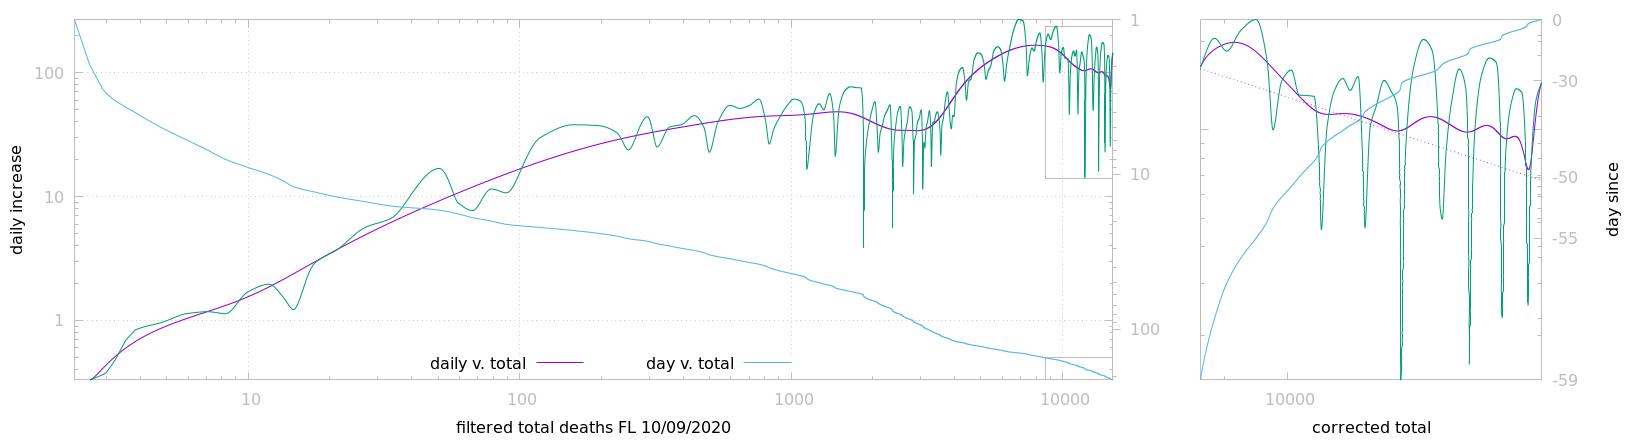 daily increase
100
10
1
1
10
100
daily v. total
day v. total
10
100
1000
10000
filtered total deaths FL 10/09/2020
0
-30
-50
-55
-59
day since
10000
corrected total